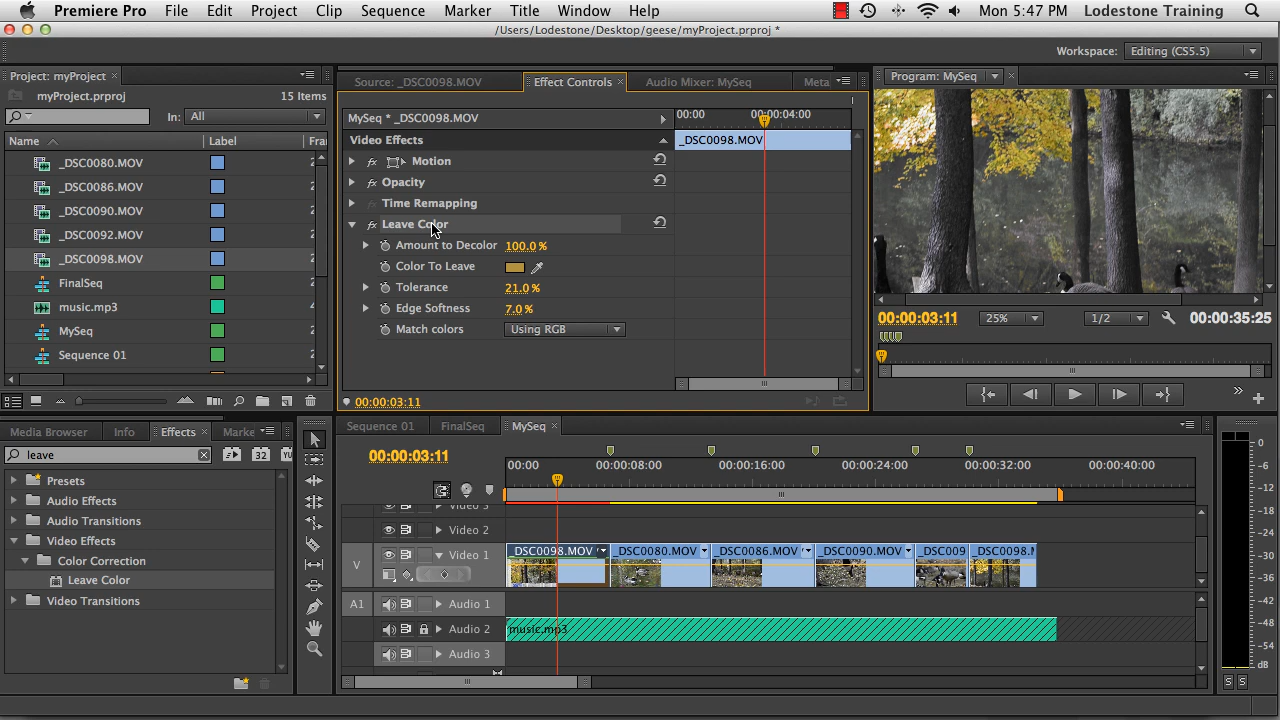 Premiere Pro File Edit Project Clip Sequence Marker Title Window Help Mon 5:47 PM Lodestone Training
/Users/Lodestone/Desktop/geese/myProject.prproj *
Workspace: Editing (CS5.5)
Project: myProject
myProject.prproj 15 Items
In: All
Name Label Fra
_DSC0080.MOV
_DSC0086.MOV
_DSC0090.MOV
_DSC0092.MOV
_DSC0098.MOV
FinalSeq
music.mp3
MySeq
Sequence 01
Source: _DSC0098.MOV Effect Controls Audio Mixer: MySeq Meta
MySeq * _DSC0098.MOV 00:00 00:00:04:00
Video Effects _DSC0098.MOV
fx Motion
fx Opacity
Time Remapping
fx Leave Color
Amount to Decolor 100.0 %
Color To Leave
Tolerance 21.0 %
Edge Softness 7.0 %
Match colors Using RGB
00:00:03:11
Program: MySeq
00:00:03:11 25% 1/2 00:00:35:25
Media Browser Info Effects Marke
leave 32
Presets
Audio Effects
Audio Transitions
Video Effects
Color Correction
Leave Color
Video Transitions
Sequence 01 FinalSeq MySeq
00:00:03:11 00:00 00:00:08:00 00:00:16:00 00:00:24:00 00:00:32:00 00:00:40:00
Video 3
Video 2
V Video 1 _DSC0098.MOV _DSC0080.MOV _DSC0086.MOV _DSC0090.MOV _DSC009 _DSC0098.M
A1 Audio 1
Audio 2 music.mp3
Audio 3
0
-6
-12
-18
-24
-30
-36
-42
-48
-54
dB
S S